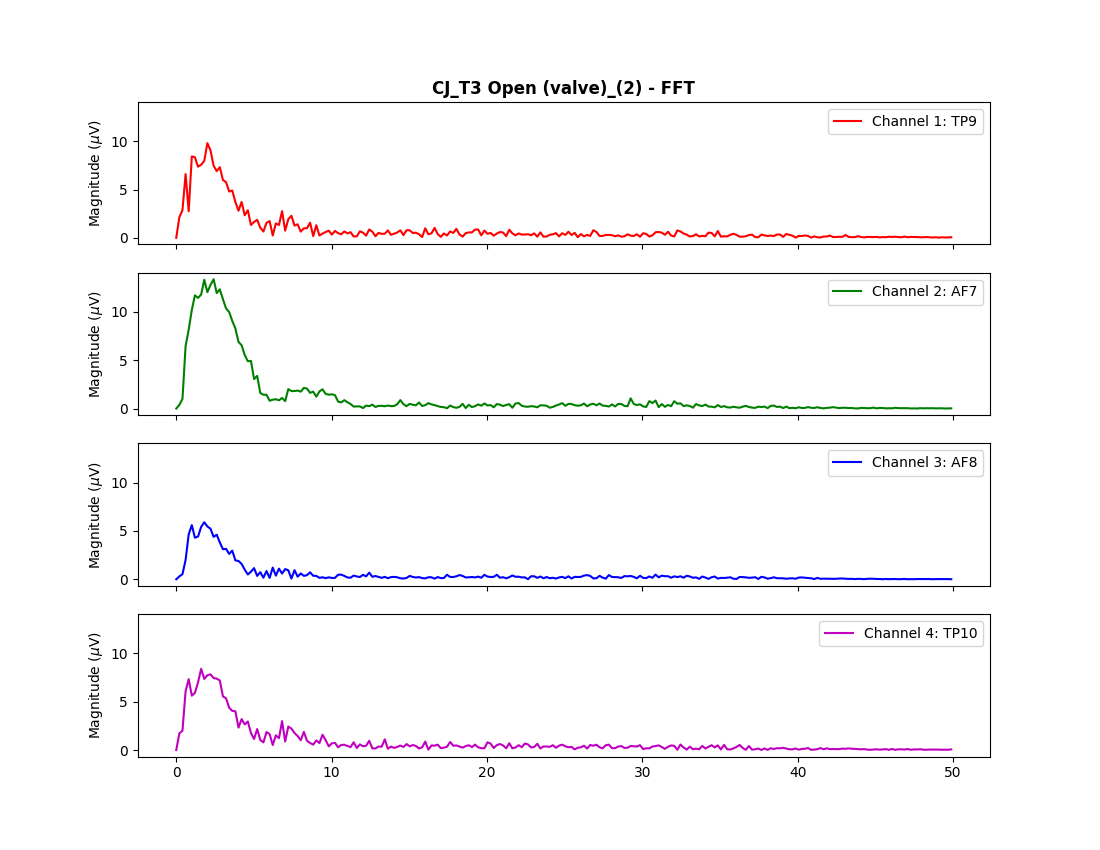 CJ_T3 Open (valve)_(2) - FFT
Channel 1: TP9
Magnitude (μV)
10
5
0
Channel 2: AF7
Magnitude (μV)
10
5
0
Channel 3: AF8
Magnitude (μV)
10
5
0
Channel 4: TP10
Magnitude (μV)
10
5
0
0 10 20 30 40 50